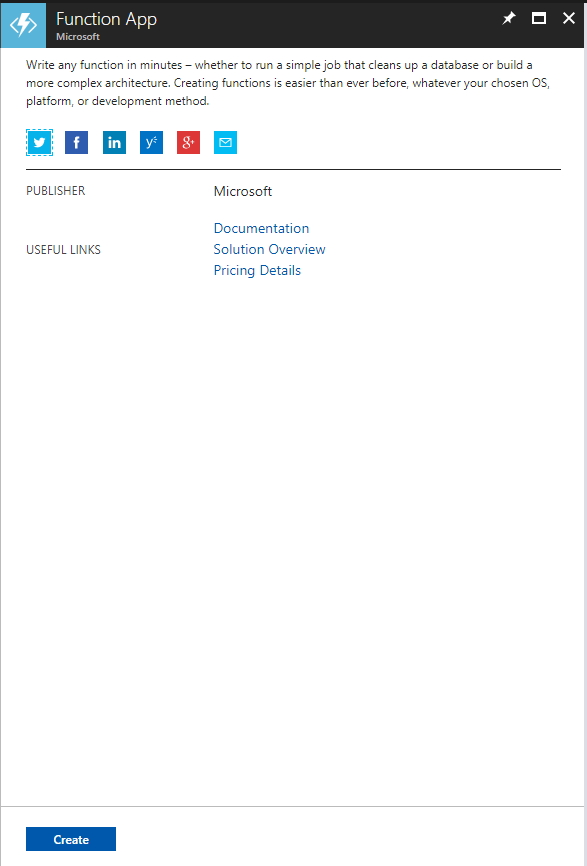 Function App
Microsoft
Write any function in minutes – whether to run a simple job that cleans up a database or build a
more complex architecture. Creating functions is easier than ever before, whatever your chosen OS,
platform, or development method.
f in y 8+
PUBLISHER Microsoft
Documentation
USEFUL LINKS Solution Overview
Pricing Details
Create